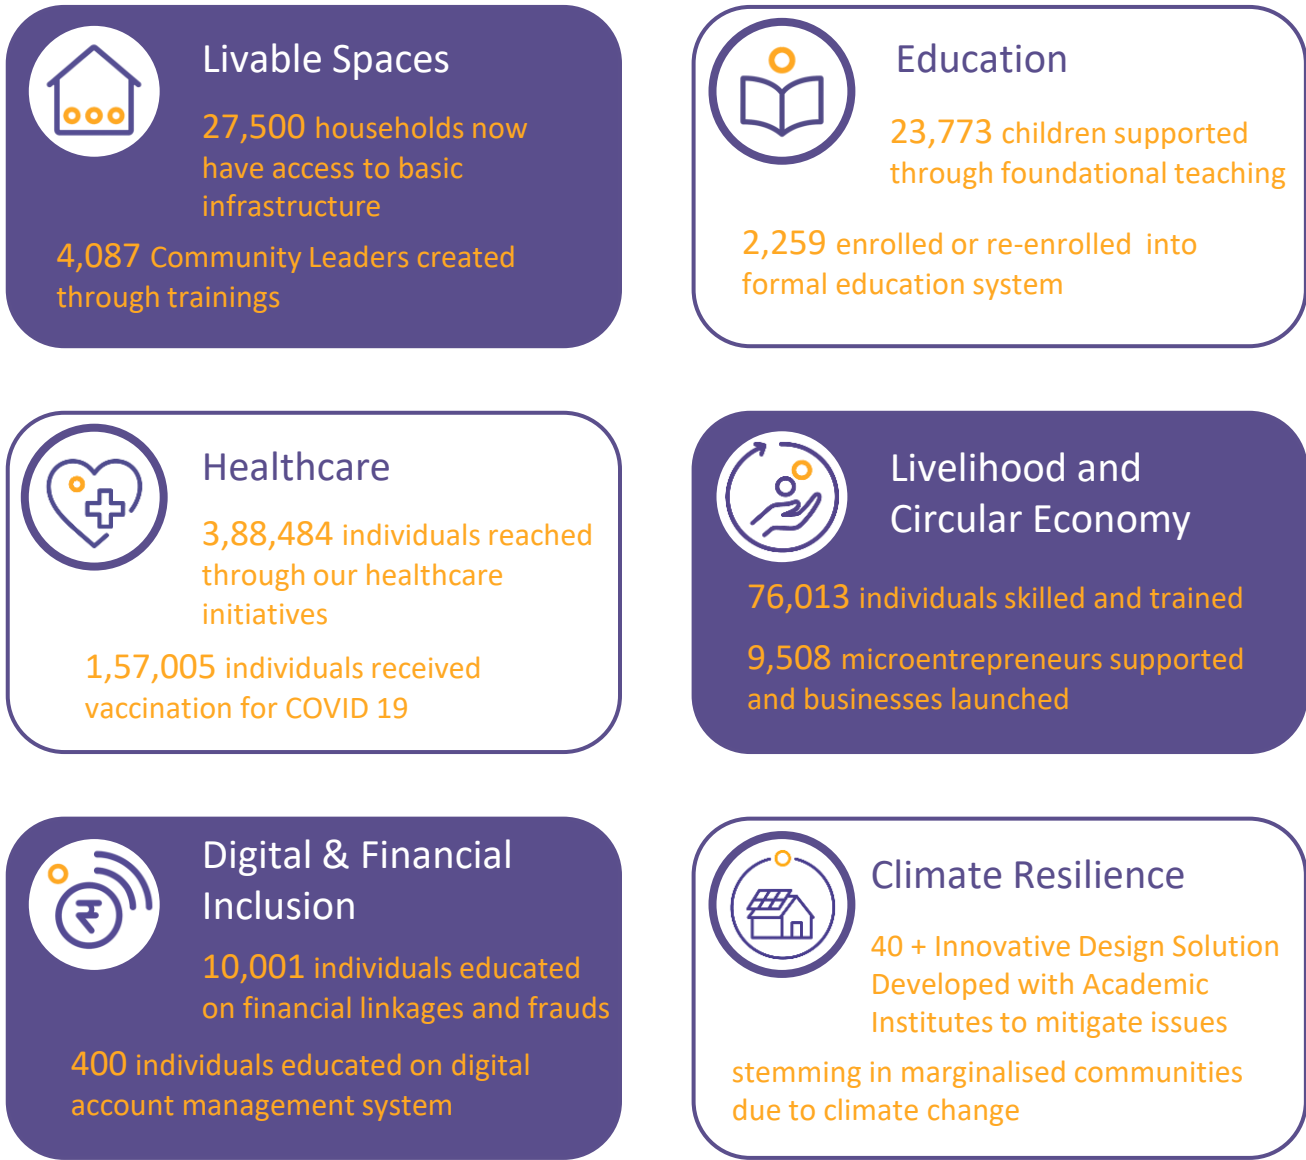 Livable Spaces
27,500 households now
have access to basic
infrastructure
4,087 Community Leaders created
through trainings
Education
23,773 children supported
through foundational teaching
2,259 enrolled or re-enrolled  into
formal education system
Healthcare
3,88,484 individuals reached
through our healthcare
initiatives
1,57,005 individuals received
vaccination for COVID 19
Livelihood and
Circular Economy
76,013 individuals skilled and trained
9,508 microentrepreneurs supported
and businesses launched
Digital & Financial
Inclusion
10,001 individuals educated
on financial linkages and frauds
400 individuals educated on digital
account management system
Climate Resilience
40 + Innovative Design Solution
Developed with Academic
Institutes to mitigate issues
stemming in marginalised communities
due to climate change